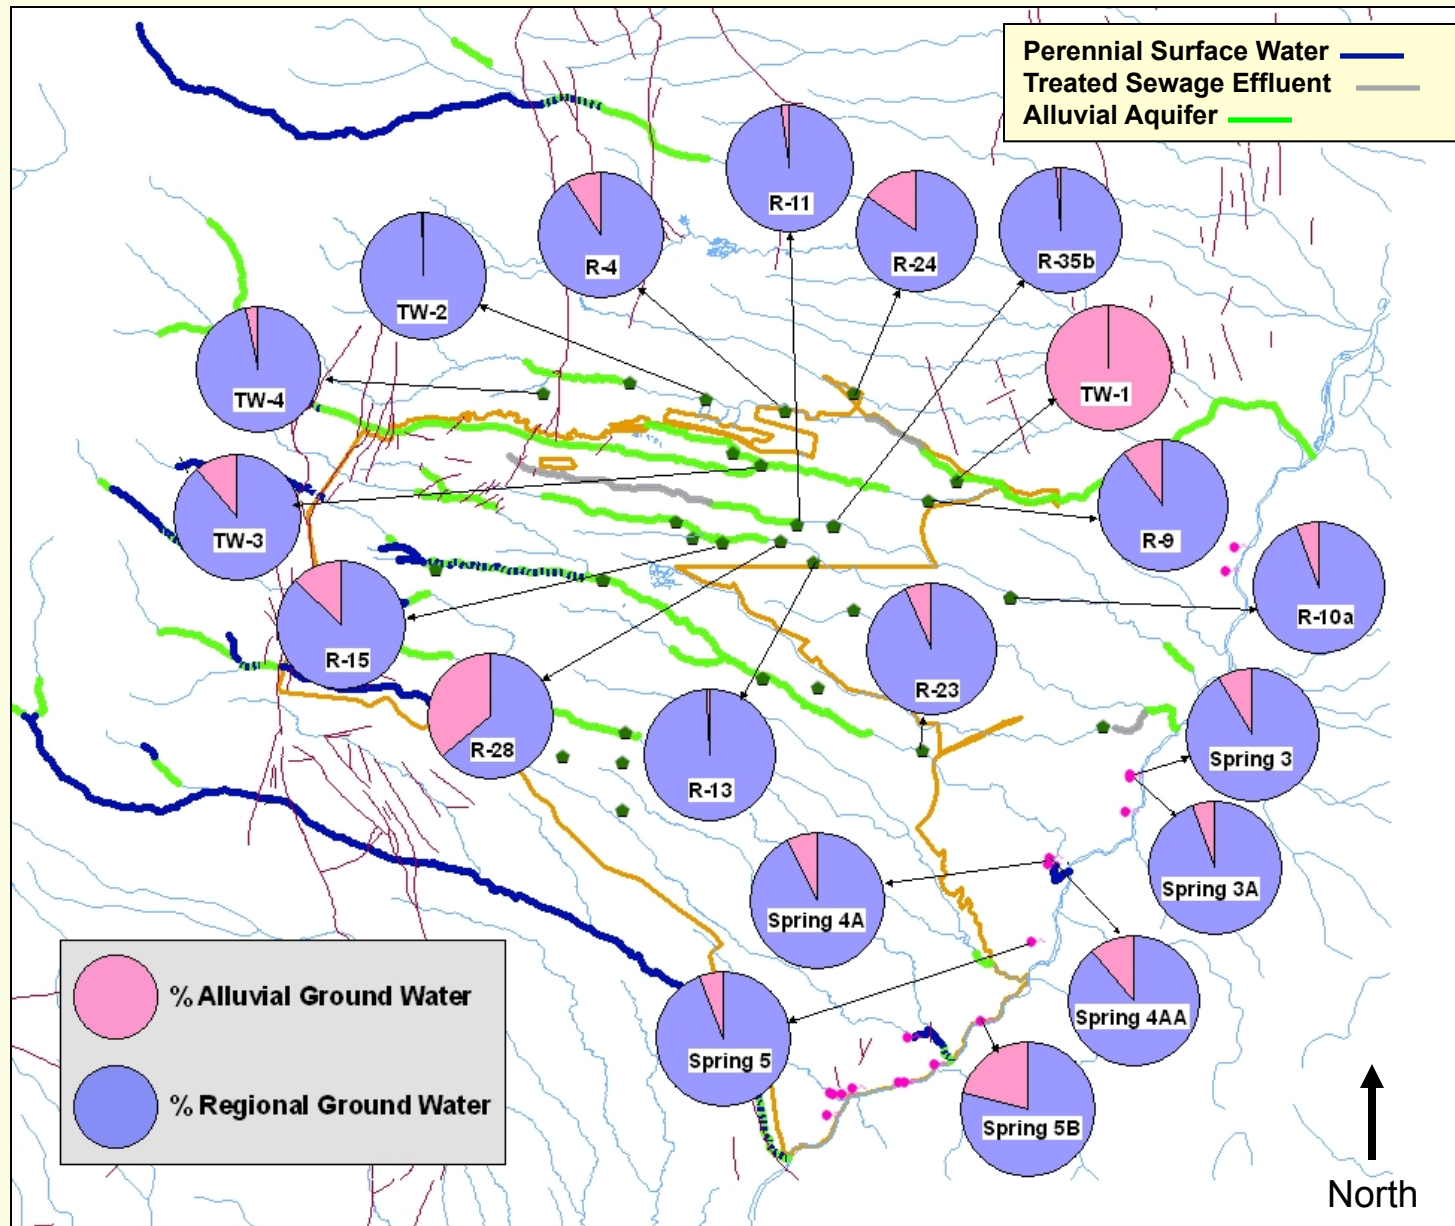 Perennial Surface Water
Treated Sewage Effluent
Alluvial Aquifer
R-11
R-4
R-24
R-35b
TW-2
TW-4
TW-1
TW-3
R-9
R-10a
R-15
R-23
R-28
R-13
Spring 3
Spring 3A
Spring 4A
Spring 4AA
Spring 5
Spring 5B
% Alluvial Ground Water
% Regional Ground Water
North